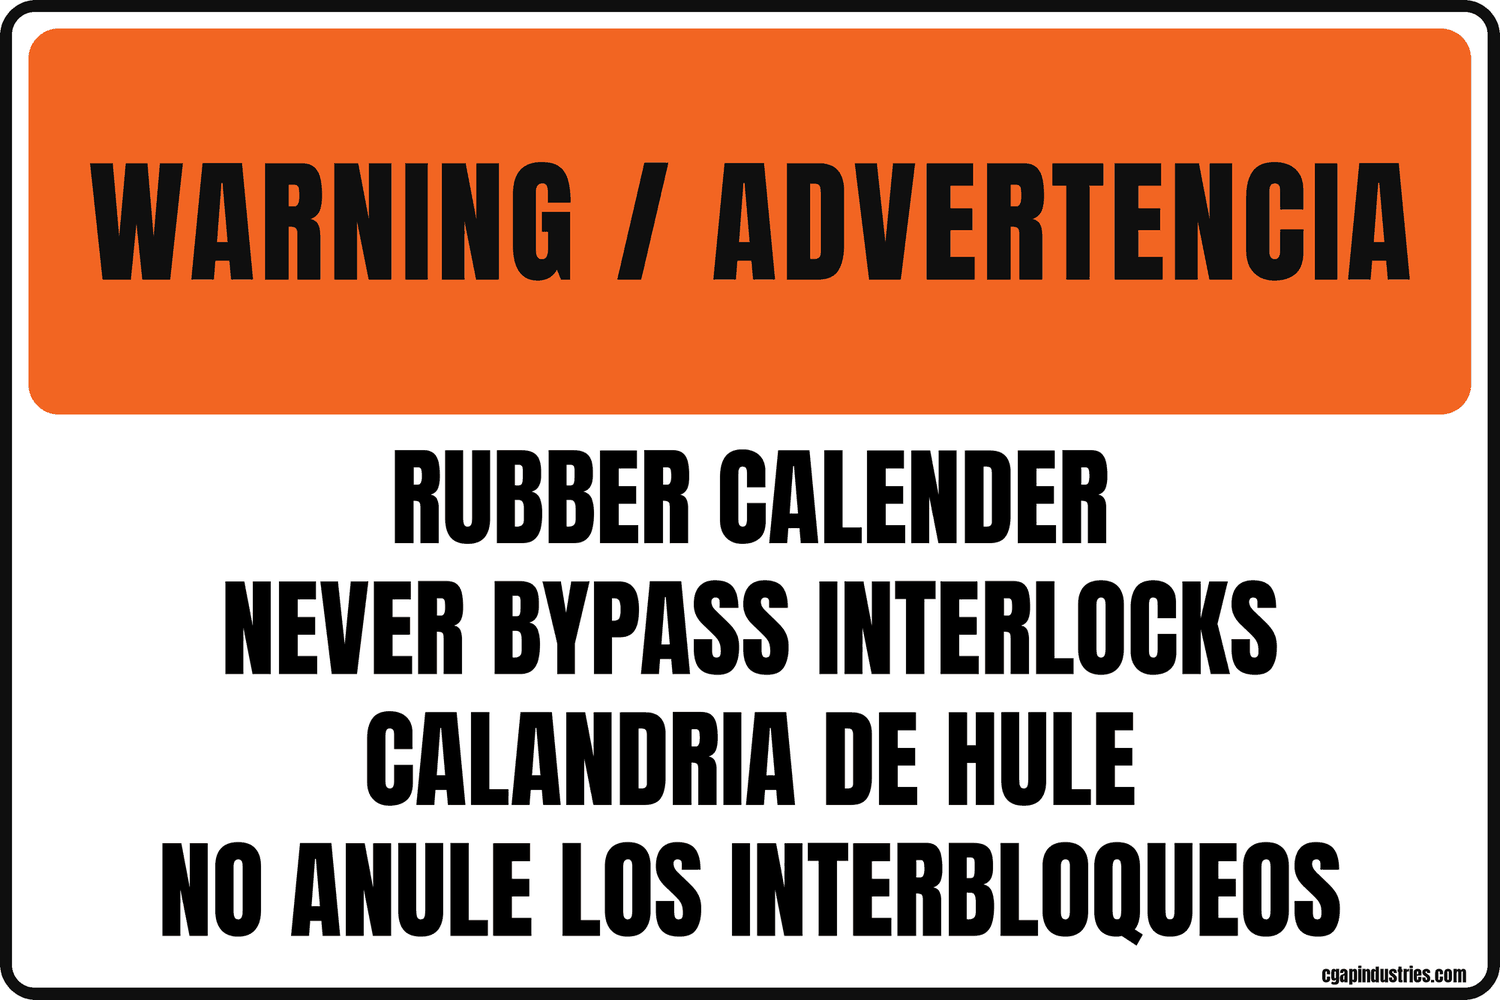 WARNING / ADVERTENCIA
RUBBER CALENDER
NEVER BYPASS INTERLOCKS
CALANDRIA DE HULE
NO ANULE LOS INTERBLOQUEOS
cgapindustries.com